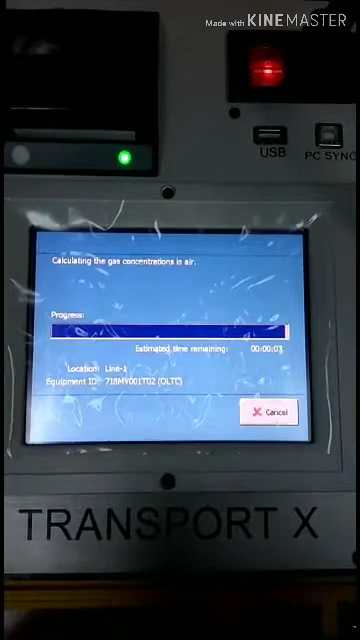 Made with KINEMASTER
USB
PC SYNC
Calculating the gas concentrations in air.
Progress:
Estimated time remaining: 00:00:03
Location: Line-1
Equipment ID: 718MV001T02 (OLTC)
Cancel
TRANSPORT X